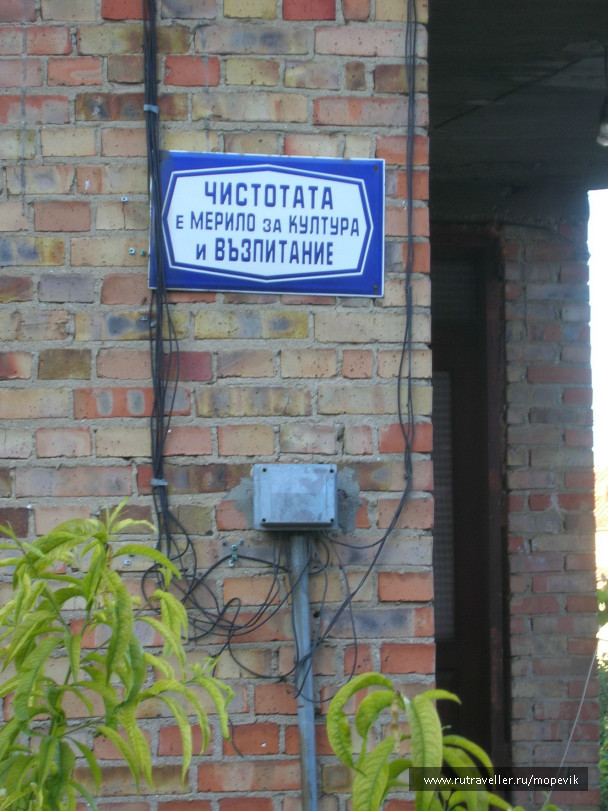 ЧИСТОТАТА
Е МЕРИЛО ЗА КУЛТУРА
И ВЪЗПИТАНИЕ
www.rutraveller.ru/mopevik